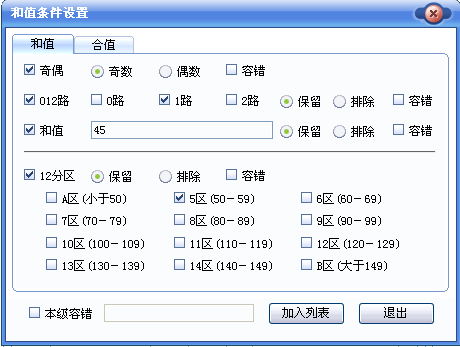 和值条件设置
和值 合值
奇偶 奇数 偶数 容错
012路 0路 1路 2路 保留 排除 容错
和值 45 保留 排除 容错
12分区 保留 排除 容错
A区(小于50) 5区(50-59) 6区(60-69)
7区(70-79) 8区(80-89) 9区(90-99)
10区(100-109) 11区(110-119) 12区(120-129)
13区(130-139) 14区(140-149) B区(大于149)
本级容错 加入列表 退出